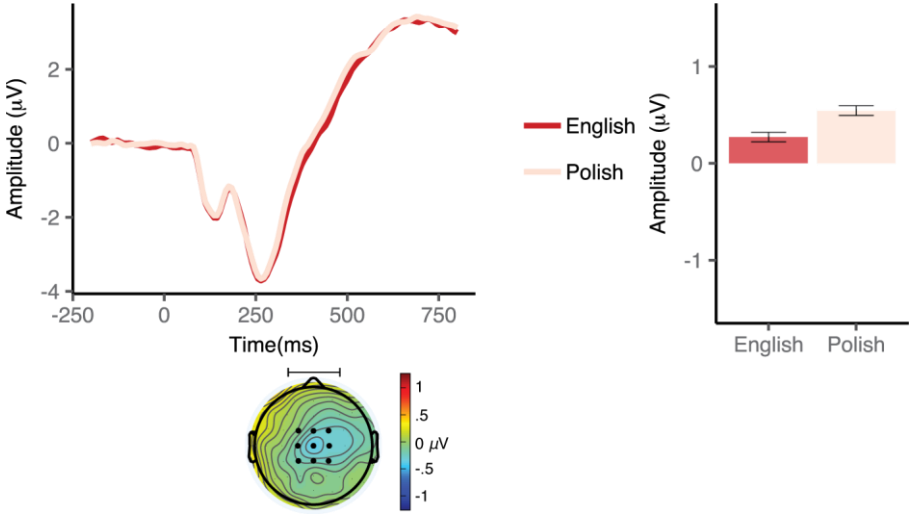 Amplitude (μV)
2
0
-2
-4
-250
0
250
500
750
Time(ms)
English
Polish
Amplitude (μV)
1
0
-1
English
Polish
1
.5
0 μV
-.5
-1